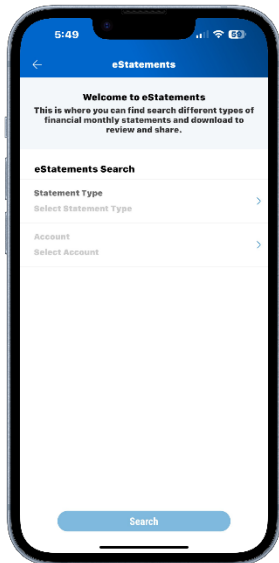 5:49
59
eStatements
Welcome to eStatements
This is where you can find search different types of
financial monthly statements and download to
review and share.
eStatements Search
Statement Type
Select Statement Type
Account
Select Account
Search